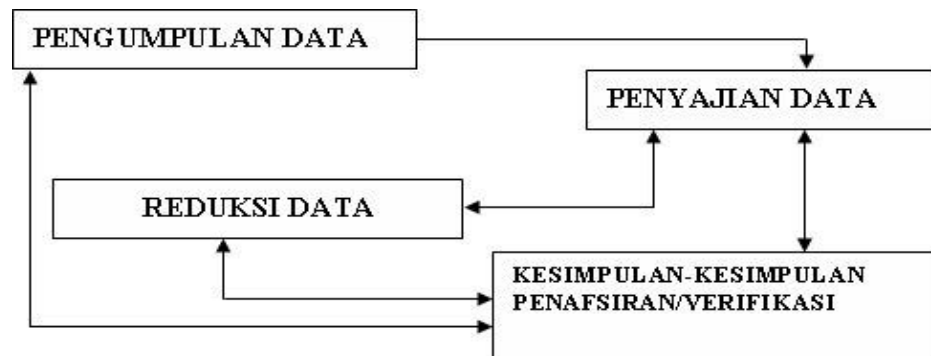 PENGUMPULAN DATA
PENYAJIAN DATA
REDUKSI DATA
KESIMPULAN-KESIMPULAN
PENAFSIRAN/VERIFIKASI